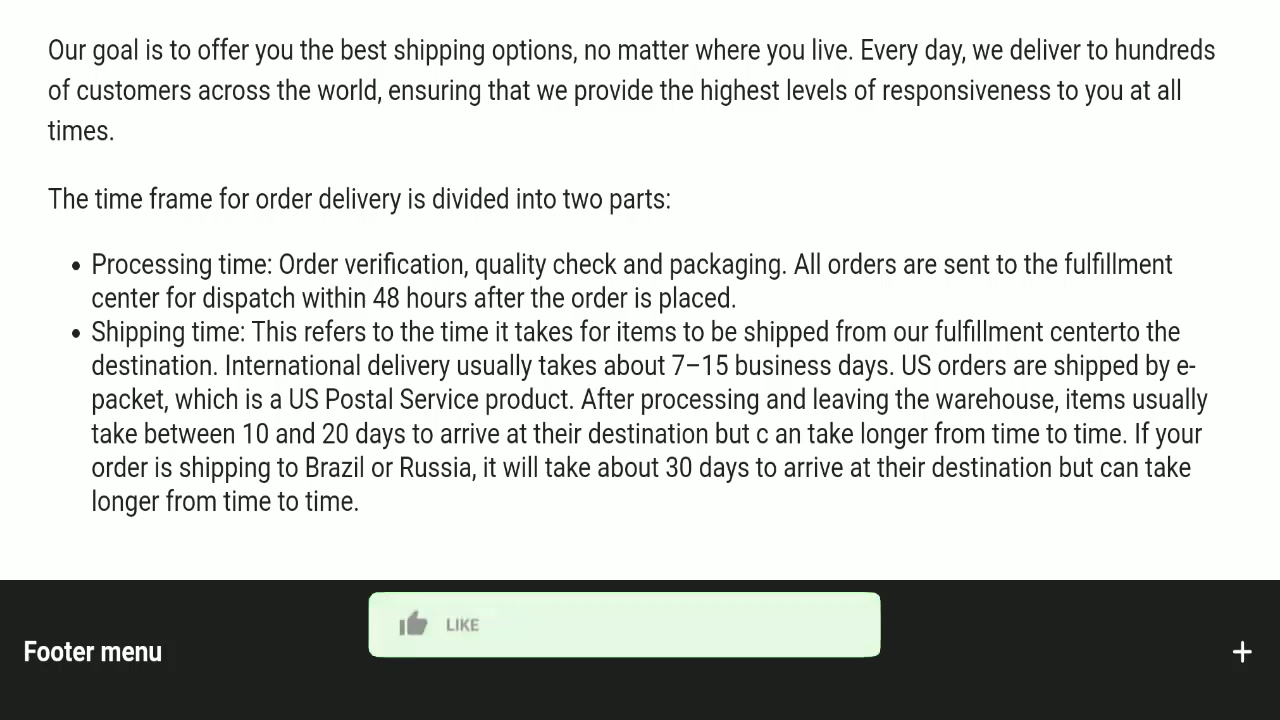 Our goal is to offer you the best shipping options, no matter where you live. Every day, we deliver to hundreds
of customers across the world, ensuring that we provide the highest levels of responsiveness to you at all
times.
The time frame for order delivery is divided into two parts:
• Processing time: Order verification, quality check and packaging. All orders are sent to the fulfillment
center for dispatch within 48 hours after the order is placed.
• Shipping time: This refers to the time it takes for items to be shipped from our fulfillment centerto the
destination. International delivery usually takes about 7–15 business days. US orders are shipped by e-
packet, which is a US Postal Service product. After processing and leaving the warehouse, items usually
take between 10 and 20 days to arrive at their destination but c an take longer from time to time. If your
order is shipping to Brazil or Russia, it will take about 30 days to arrive at their destination but can take
longer from time to time.
LIKE
Footer menu +